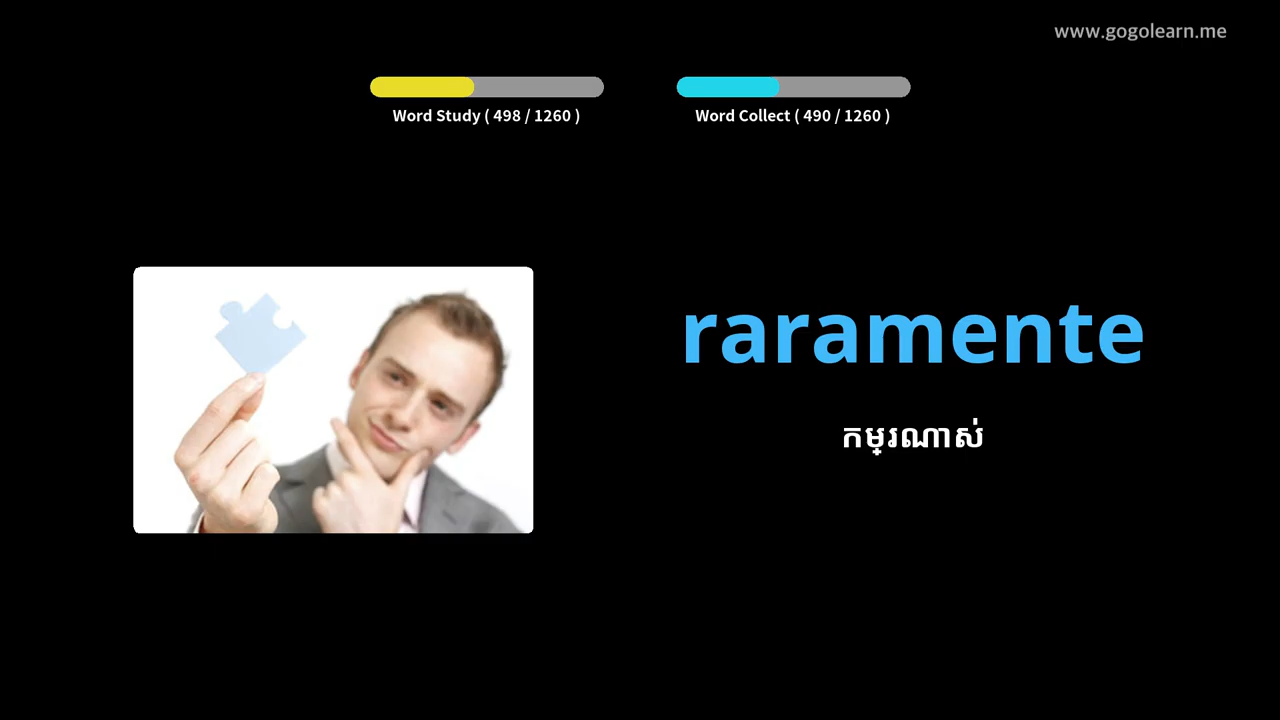 www.gogolearn.me
Word Study ( 498 / 1260 )
Word Collect ( 490 / 1260 )
raramente
កម្រណាស់